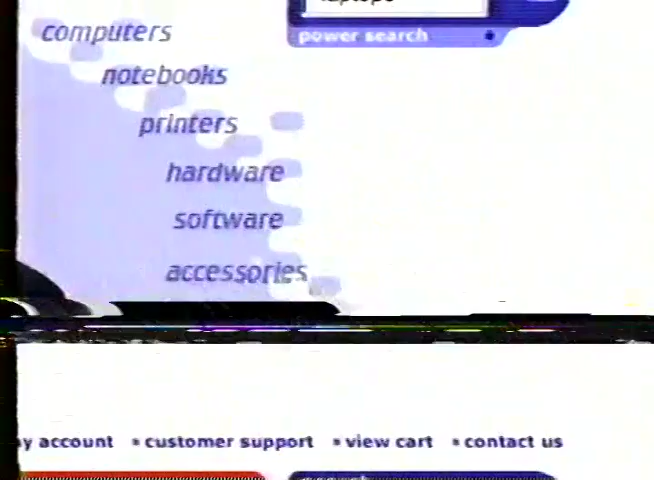 power search
computers
notebooks
printers
hardware
software
accessories
account • customer support • view cart • contact us